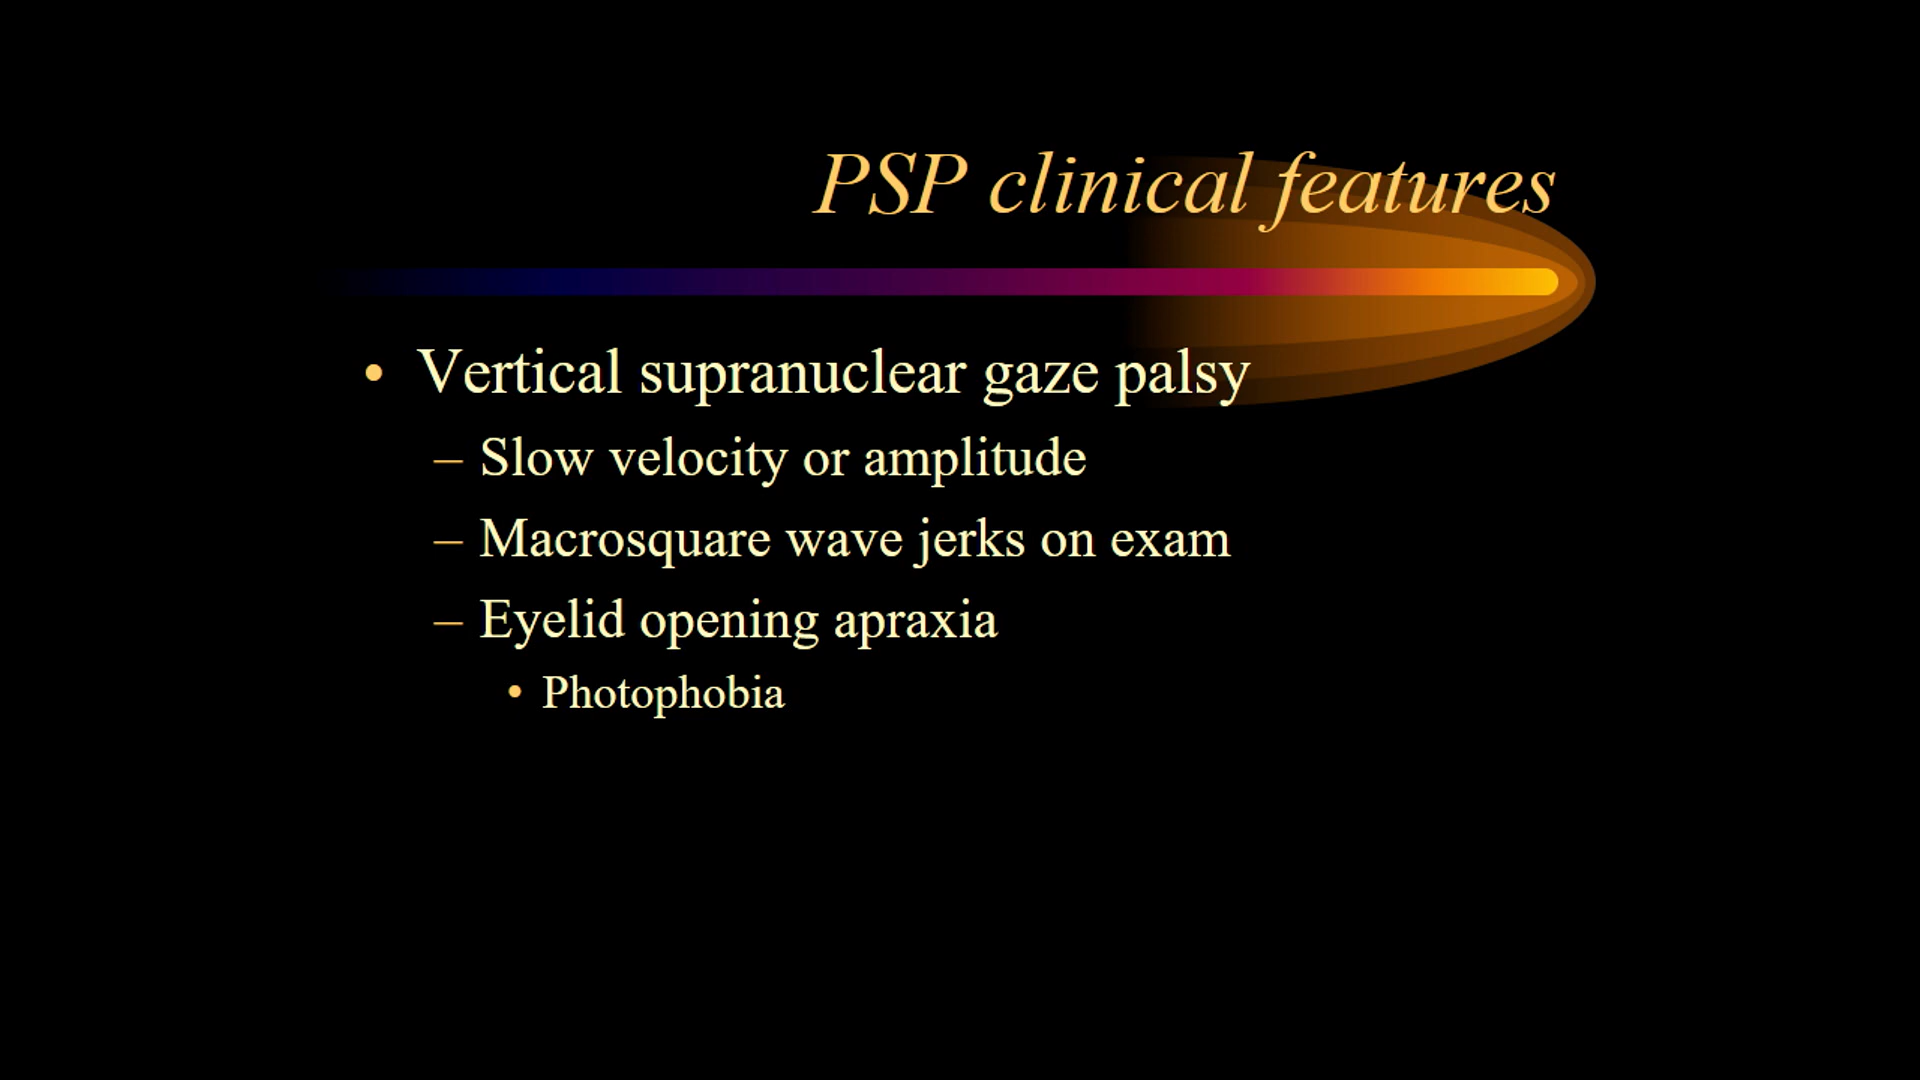 PSP clinical features
• Vertical supranuclear gaze palsy
– Slow velocity or amplitude
– Macrosquare wave jerks on exam
– Eyelid opening apraxia
• Photophobia